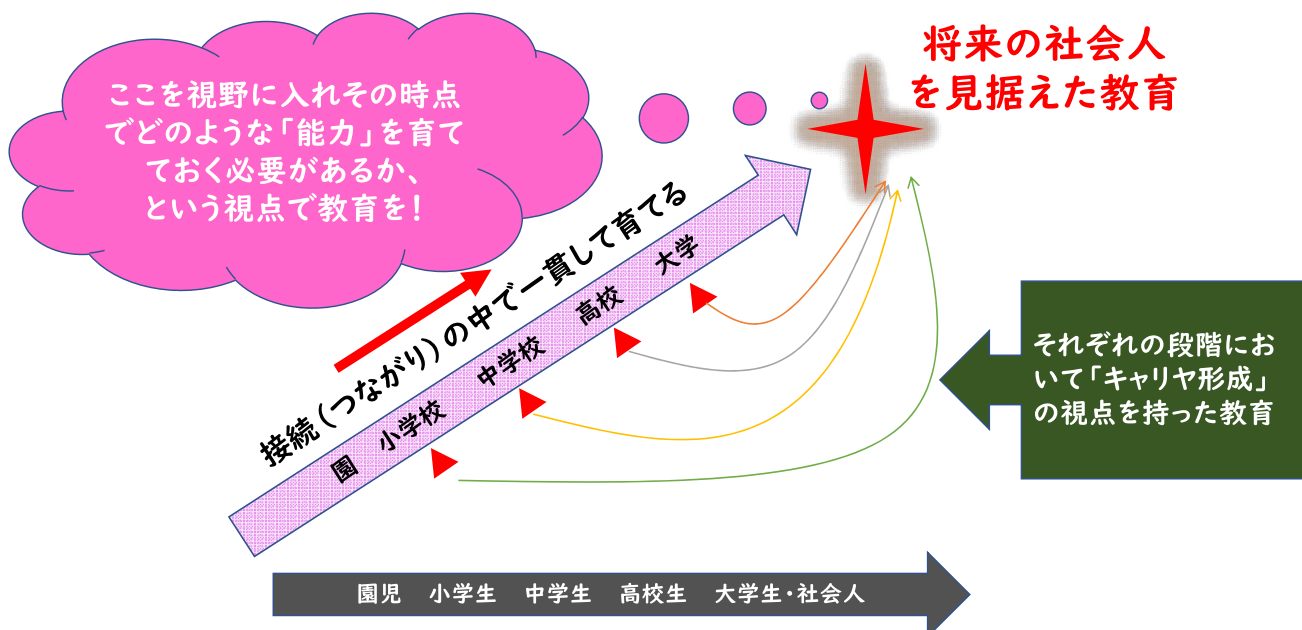 将来の社会人
を見据えた教育
ここを視野に入れその時点
でどのような「能力」を育て
ておく必要があるか、
という視点で教育を！
接続（つながり）の中で一貫して育てる
園 小学校 中学校 高校 大学
それぞれの段階にお
いて「キャリヤ形成」
の視点を持った教育
園児 小学生 中学生 高校生 大学生・社会人